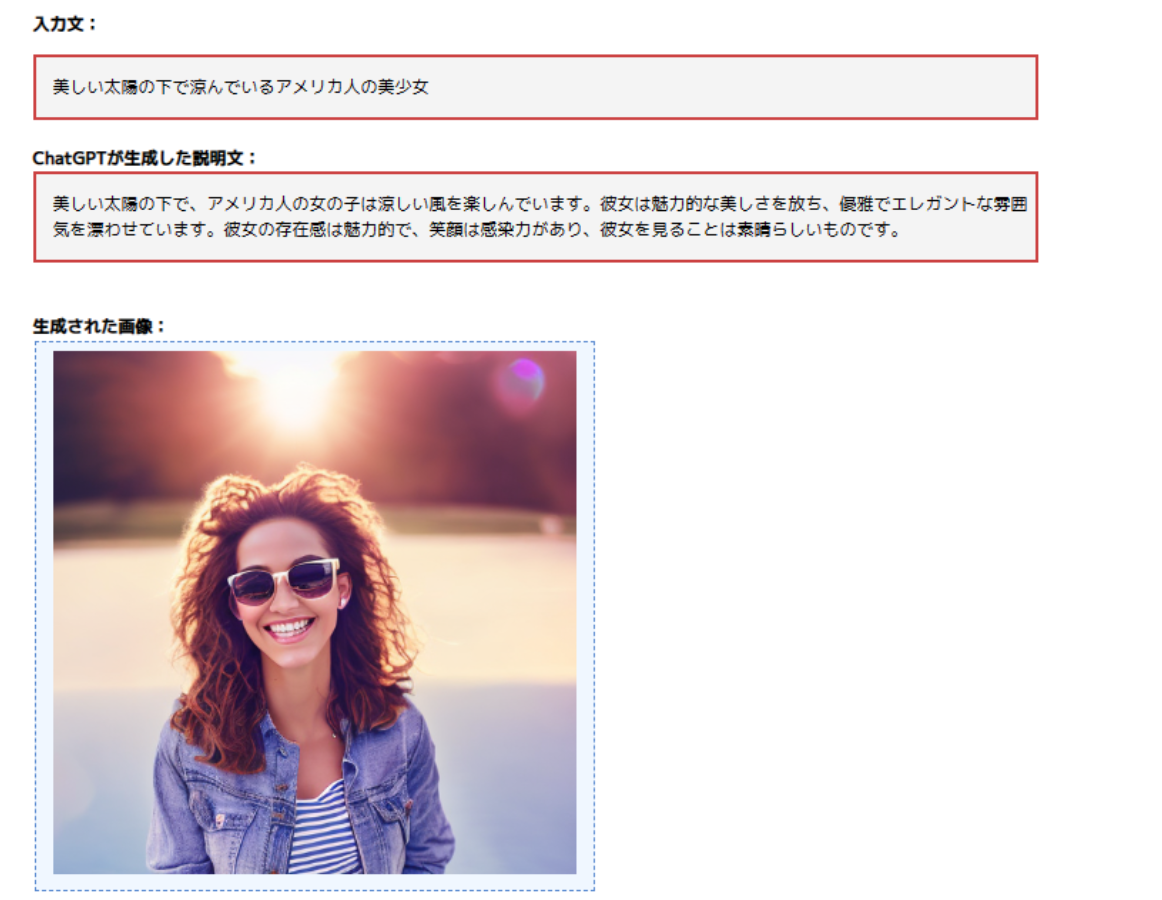 入力文：
美しい太陽の下で涼んでいるアメリカ人の美少女
ChatGPTが生成した説明文：
美しい太陽の下で、アメリカ人の女の子は涼しい風を楽しんでいます。彼女は魅力的な美しさを放ち、優雅でエレガントな雰囲
気を漂わせています。彼女の存在感は魅力的で、笑顔は感染力があり、彼女を見ることは素晴らしいものです。
生成された画像：